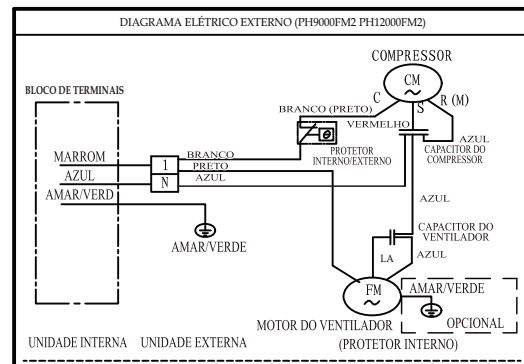 DIAGRAMA ELÉTRICO EXTERNO (PH9000FM2 PH12000FM2)
COMPRESSOR
CM
C
S
R (M)
BLOCO DE TERMINAIS
BRANCO (PRETO)
VERMELHO
AZUL
PROTETOR
INTERNO/EXTERNO
CAPACITOR DO
COMPRESSOR
MARROM
1
BRANCO
PRETO
AZUL
N
AZUL
AMAR/VERD
AZUL
AMAR/VERDE
CAPACITOR DO
VENTILADOR
LA
AZUL
FM
AMAR/VERDE
OPCIONAL
MOTOR DO VENTILADOR
UNIDADE INTERNA
UNIDADE EXTERNA
(PROTETOR INTERNO)